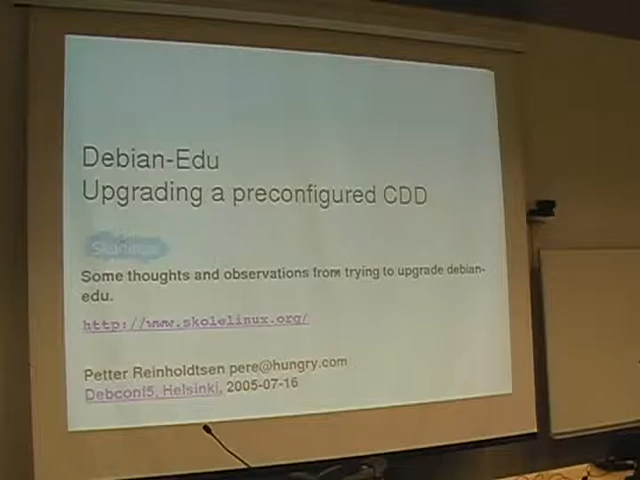 Debian-Edu
Upgrading a preconfigured CDD
Some thoughts and observations from trying to upgrade debian-
edu.
http://www.skolelinux.org/
Petter Reinholdtsen pere@hungry.com
Debconf5, Helsinki, 2005-07-16